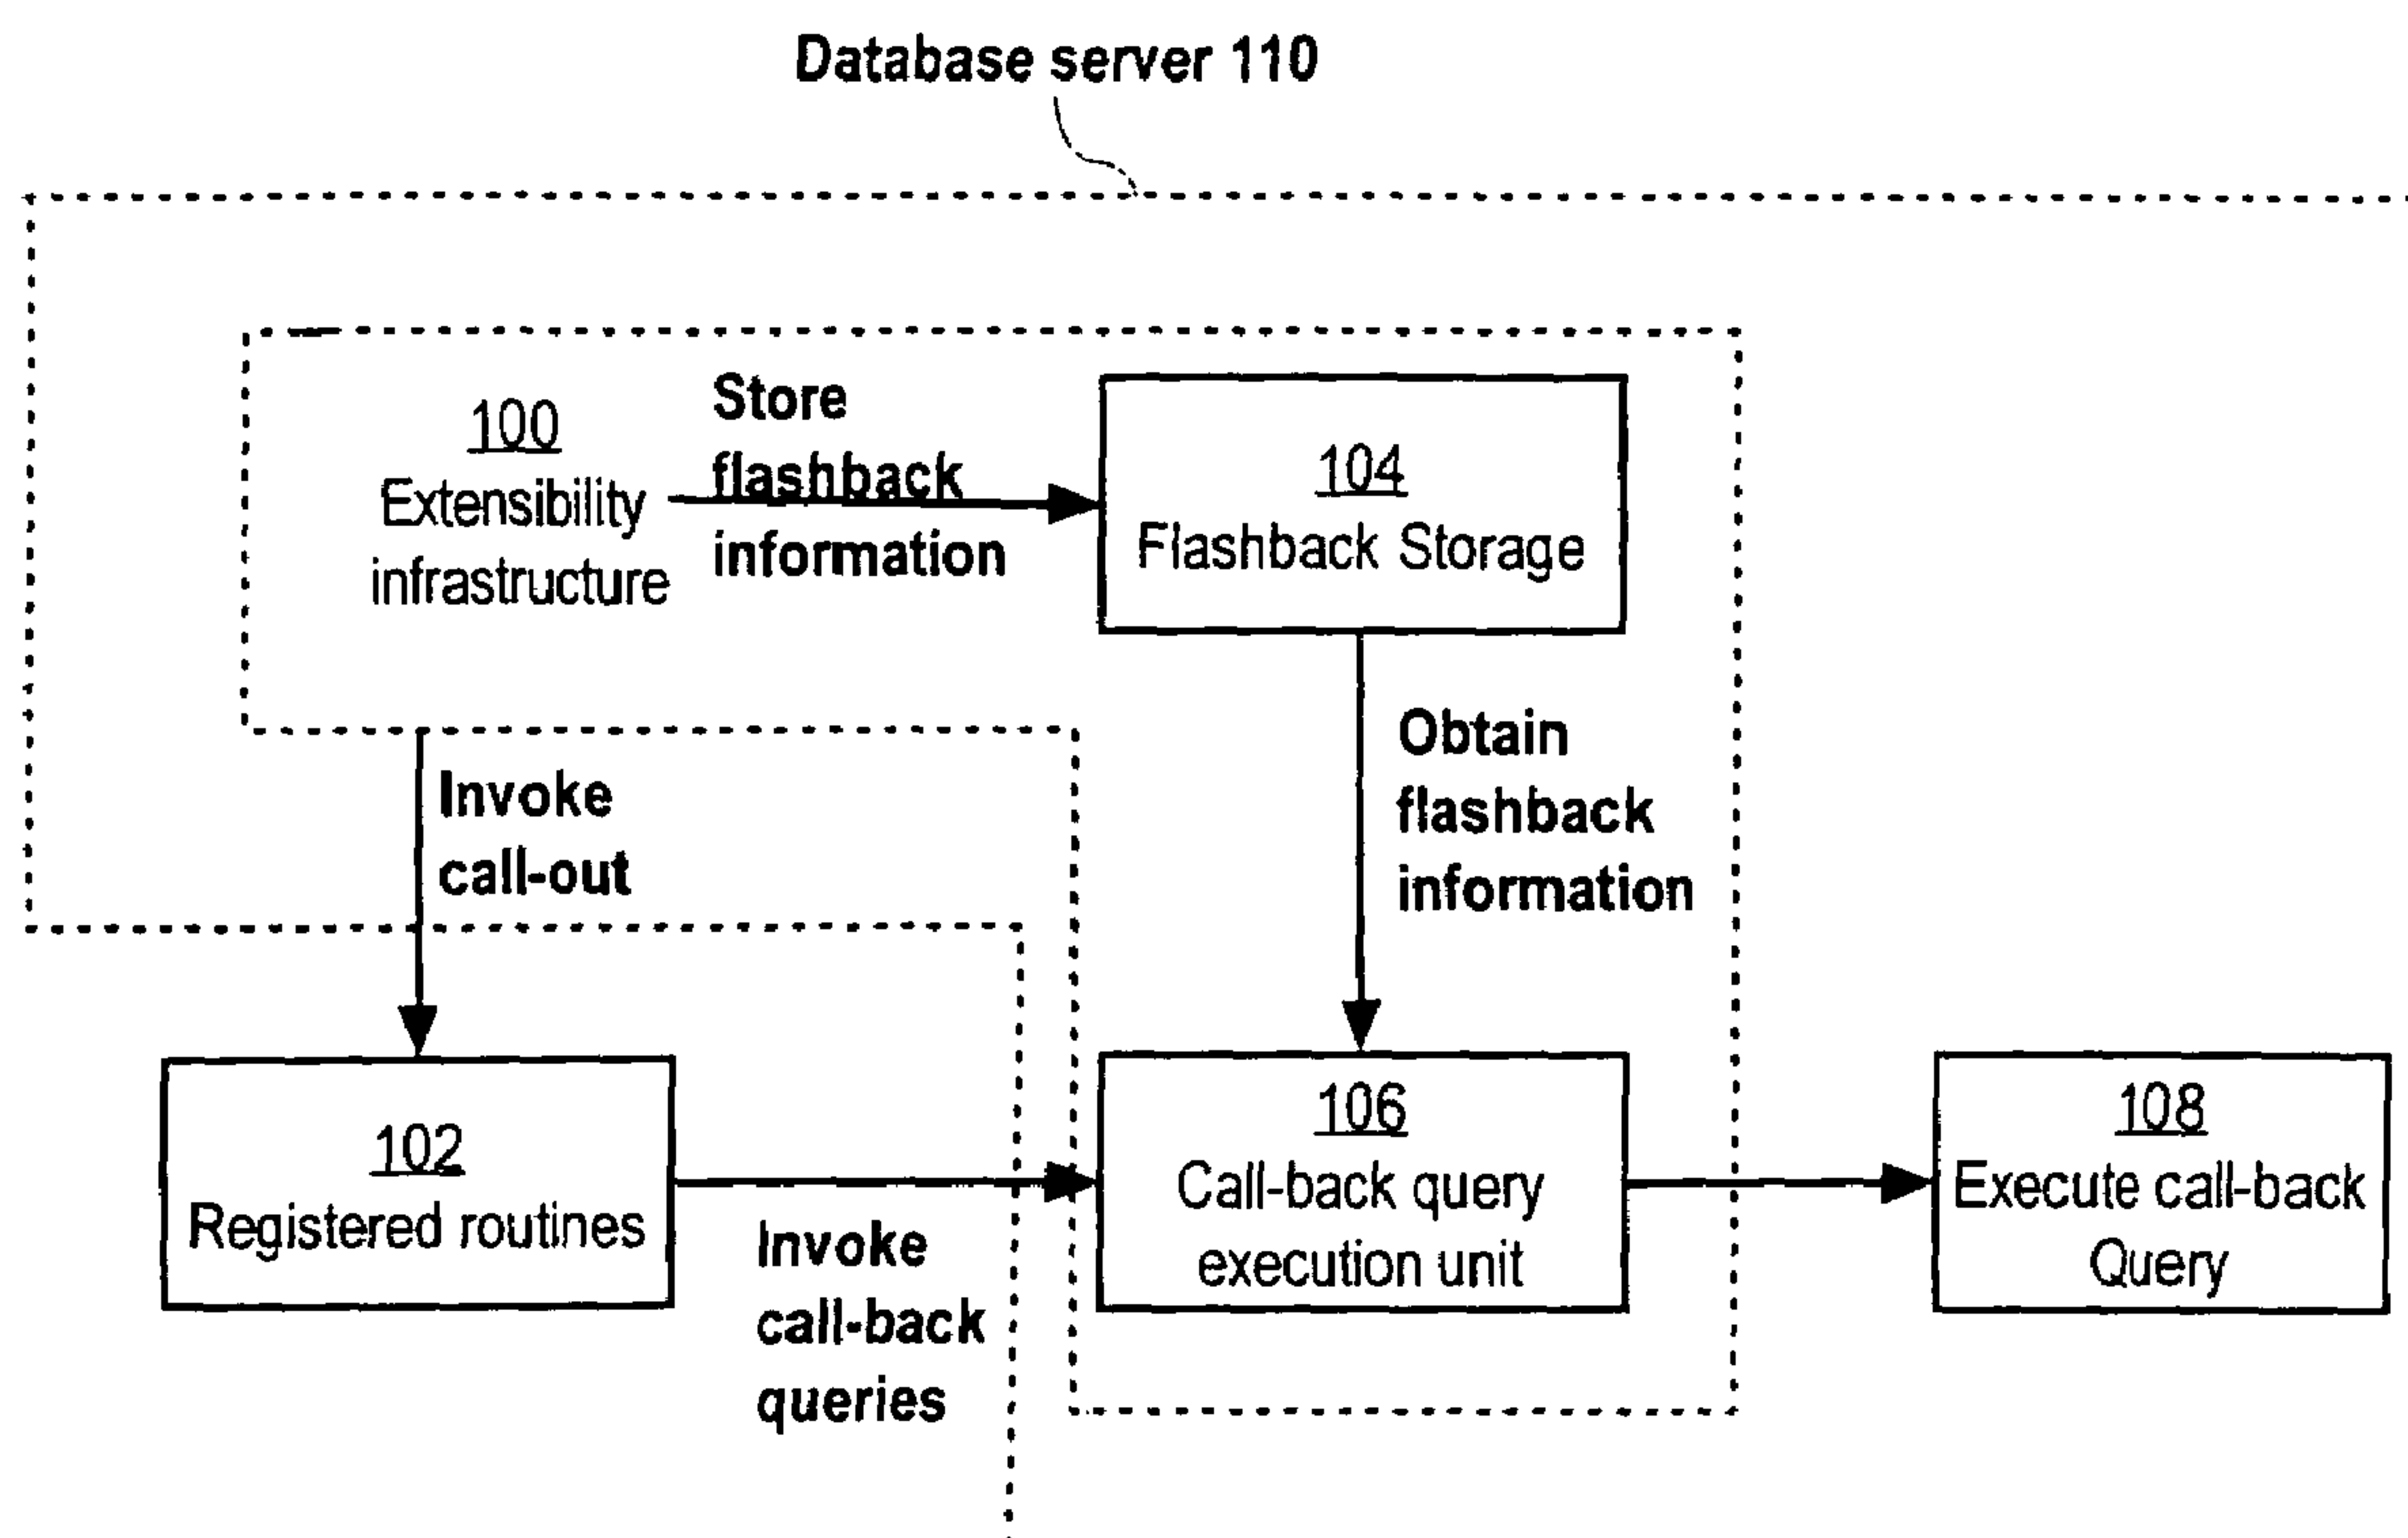 Database server 110
100
Extensibility
infrastructure
Store
flashback
information
104
Flashback Storage
Invoke
call-out
Obtain
flashback
information
102
Registered routines
Invoke
call-back
queries
106
Call-back query
execution unit
108
Execute call-back
Query